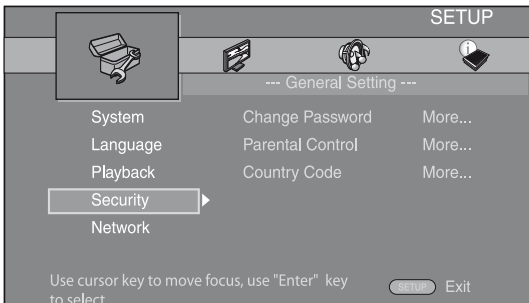 SETUP
--- General Setting ---
System Change Password More...
Language Parental Control More...
Playback Country Code More...
Security
Network
Use cursor key to move focus, use "Enter" key
to select
SETUP Exit